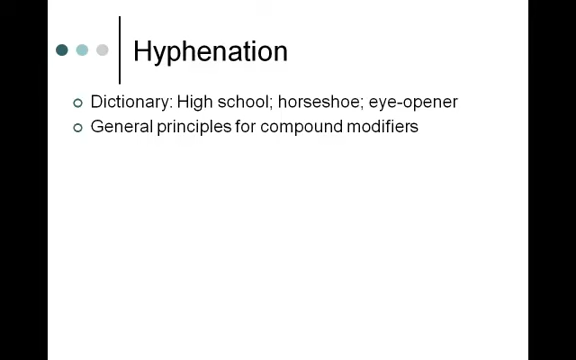 Hyphenation
Dictionary: High school; horseshoe; eye-opener
General principles for compound modifiers